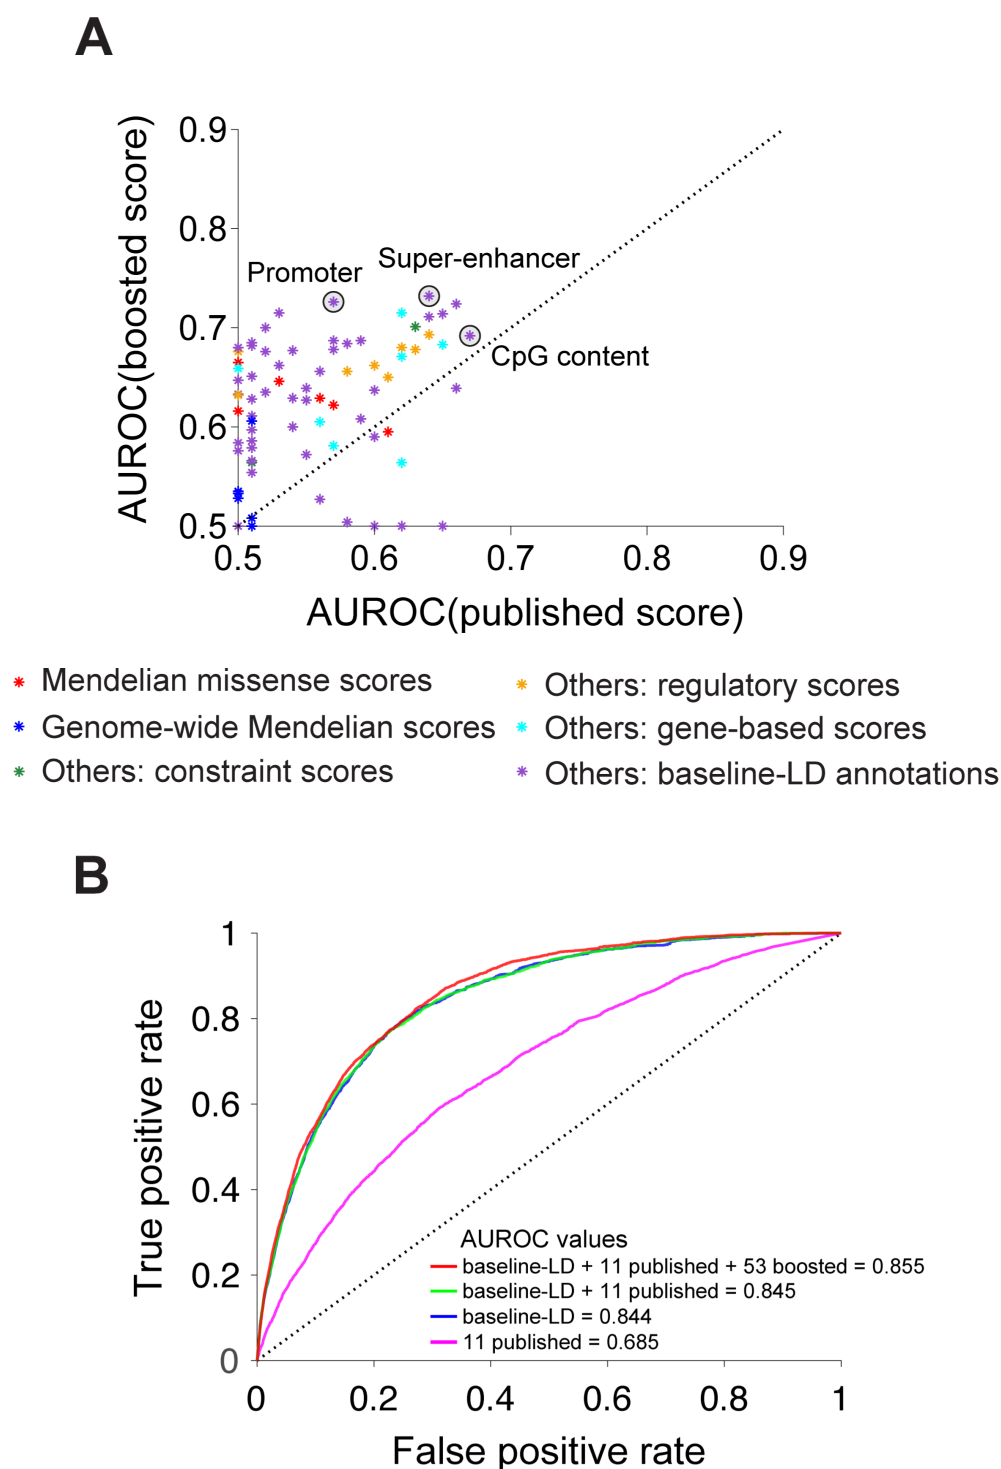 A
AUROC(boosted score)
0.9
0.8
0.7
0.6
0.5
Promoter
Super-enhancer
CpG content
0.5 0.6 0.7 0.8 0.9
AUROC(published score)
Mendelian missense scores
Genome-wide Mendelian scores
Others: constraint scores
Others: regulatory scores
Others: gene-based scores
Others: baseline-LD annotations
B
True positive rate
1
0.8
0.6
0.4
0.2
0
AUROC values
baseline-LD + 11 published + 53 boosted = 0.855
baseline-LD + 11 published = 0.845
baseline-LD = 0.844
11 published = 0.685
0 0.2 0.4 0.6 0.8 1
False positive rate